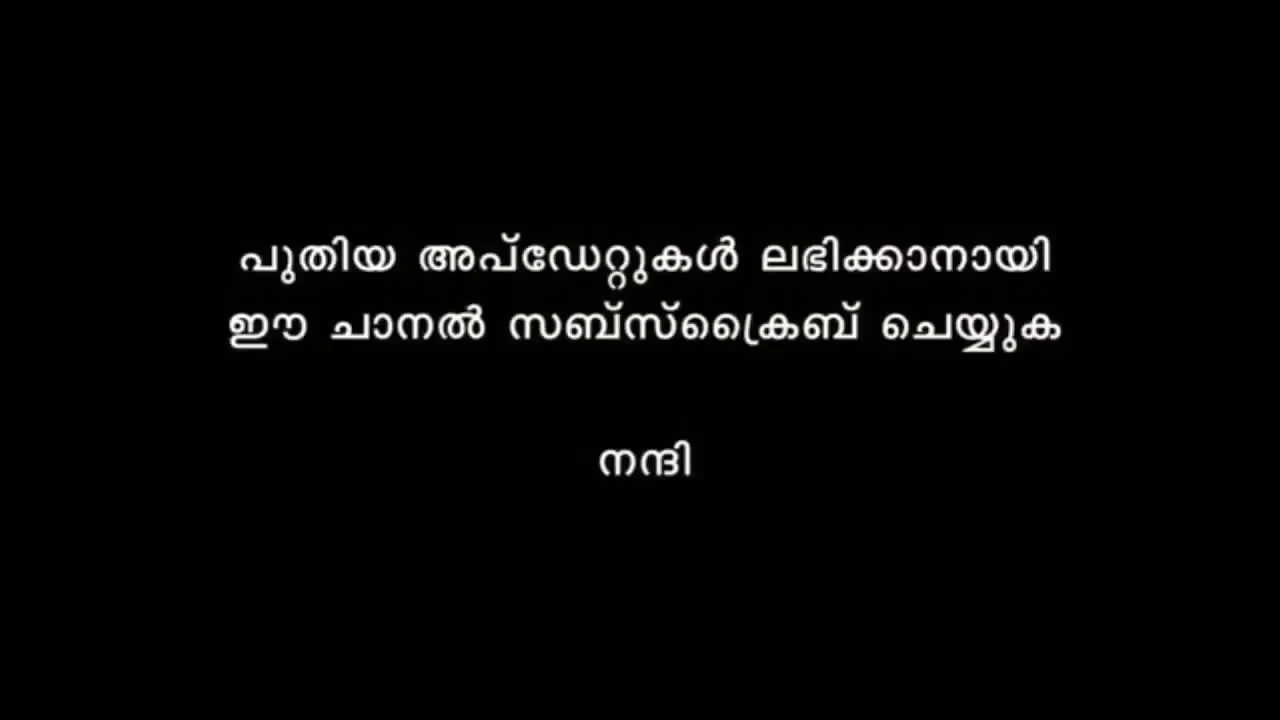 പുതിയ അപ്ഡേറ്റുകൾ ലഭിക്കാനായി
ഈ ചാനൽ സബ്സ്ക്രൈബ് ചെയ്യുക
നന്ദി